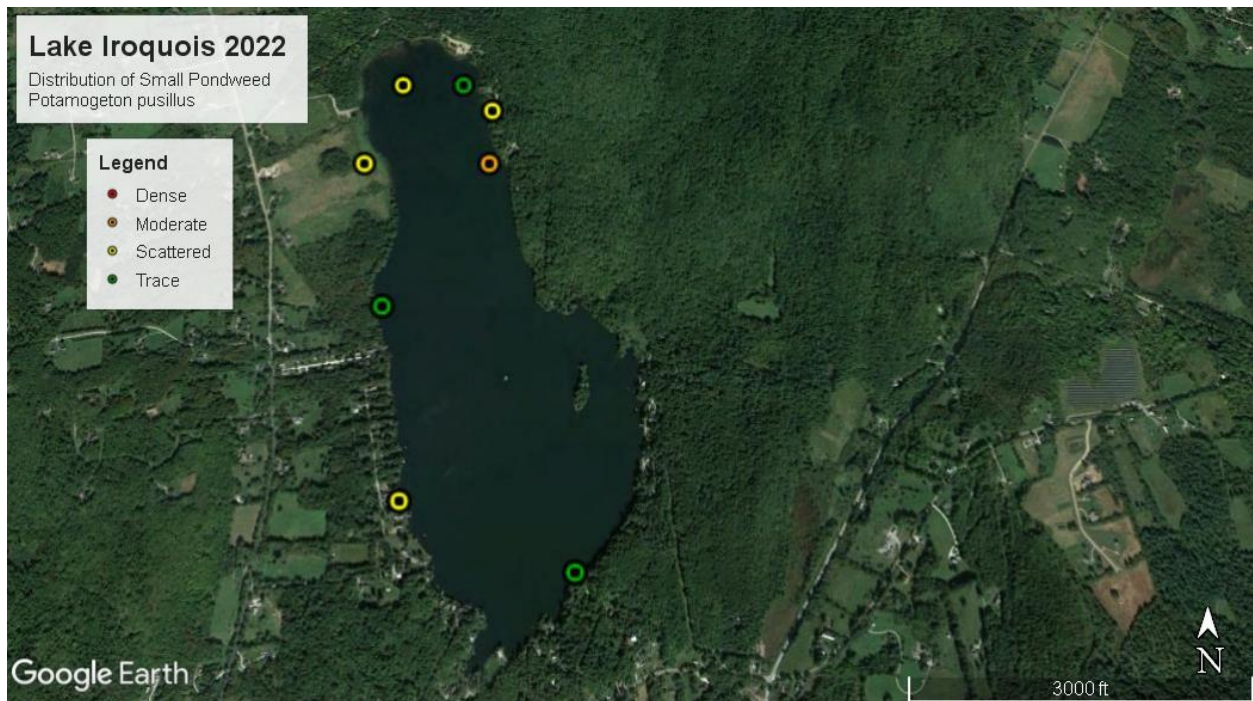 Lake Iroquois 2022
Distribution of Small Pondweed
Potamogeton pusillus
Legend
Dense
Moderate
Scattered
Trace
Google Earth
N
3000 ft